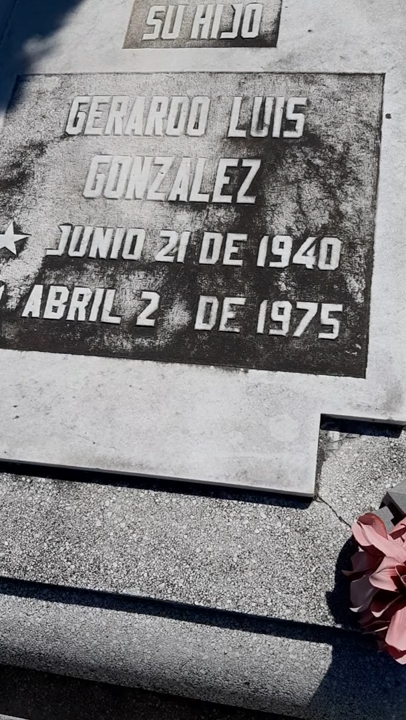 SU HIJO
GERARDO LUIS
GONZALEZ
JUNIO 21 DE 1940
ABRIL 2 DE 1975